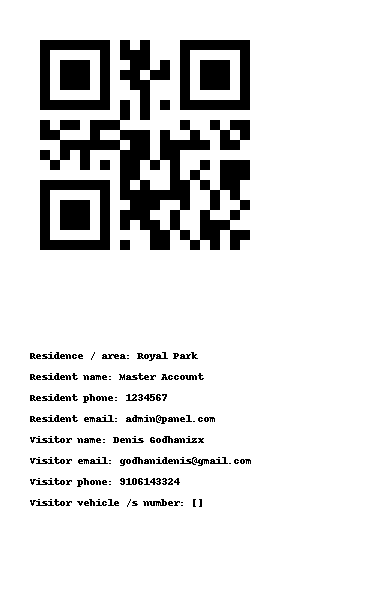 Residence / area: Royal Park
Resident name: Master Account
Resident phone: 1234567
Resident email: admin@panel.com
Visitor name: Denis Godhanizx
Visitor email: godhanidenis@gmail.com
Visitor phone: 9106143324
Visitor vehicle /s number: []